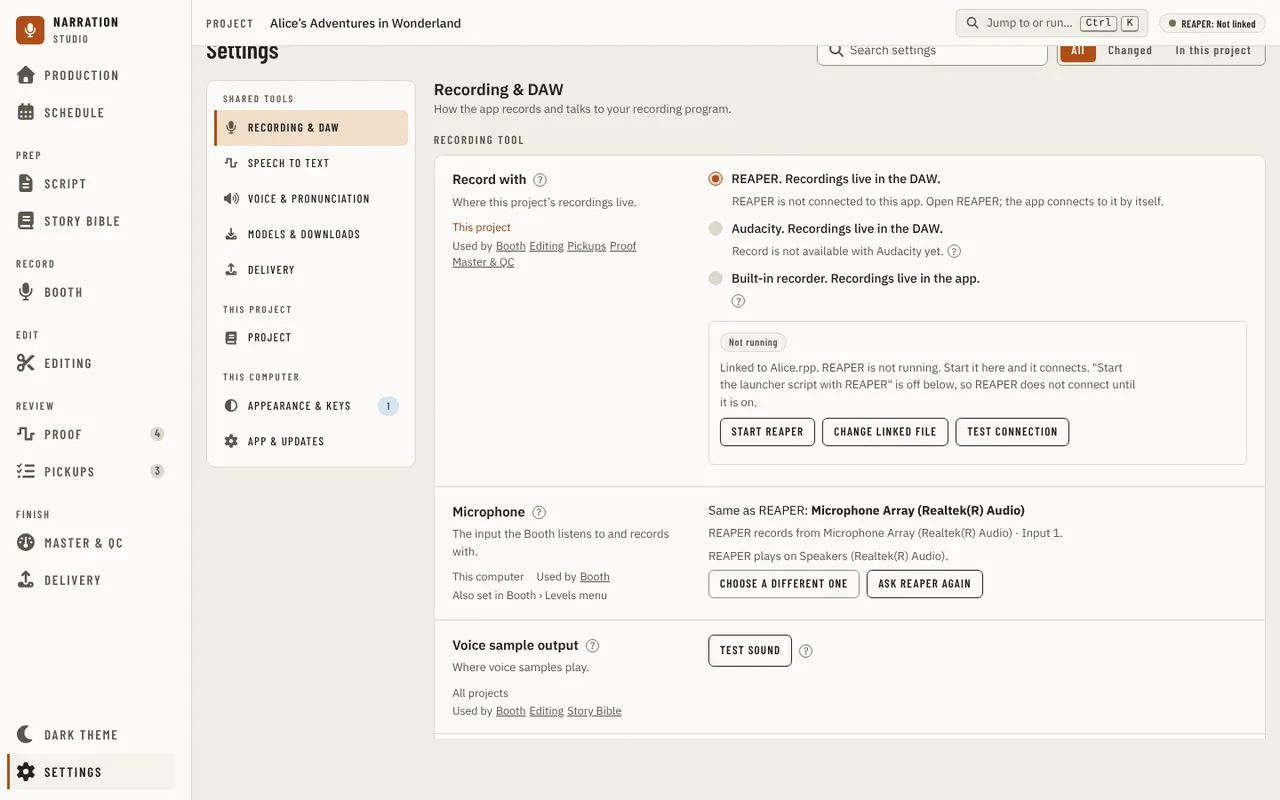 NARRATION
STUDIO
PRODUCTION
SCHEDULE
PREP
SCRIPT
STORY BIBLE
RECORD
BOOTH
EDIT
EDITING
REVIEW
PROOF 4
PICKUPS 3
FINISH
MASTER & QC
DELIVERY
DARK THEME
SETTINGS
PROJECT Alice's Adventures in Wonderland
Jump to or run... Ctrl K
REAPER: Not linked
Settings
Search settings
All Changed In this project
SHARED TOOLS
RECORDING & DAW
SPEECH TO TEXT
VOICE & PRONUNCIATION
MODELS & DOWNLOADS
DELIVERY
THIS PROJECT
PROJECT
THIS COMPUTER
APPEARANCE & KEYS 1
APP & UPDATES
Recording & DAW
How the app records and talks to your recording program.
RECORDING TOOL
Record with ?
Where this project's recordings live.
This project
Used by Booth Editing Pickups Proof
Master & QC
REAPER. Recordings live in the DAW.
REAPER is not connected to this app. Open REAPER; the app connects to it by itself.
Audacity. Recordings live in the DAW.
Record is not available with Audacity yet. ?
Built-in recorder. Recordings live in the app.
?
Not running
Linked to Alice.rpp. REAPER is not running. Start it here and it connects. "Start
the launcher script with REAPER" is off below, so REAPER does not connect until
it is on.
START REAPER CHANGE LINKED FILE TEST CONNECTION
Microphone ?
The input the Booth listens to and records
with.
This computer Used by Booth
Also set in Booth › Levels menu
Same as REAPER: Microphone Array (Realtek(R) Audio)
REAPER records from Microphone Array (Realtek(R) Audio) · Input 1.
REAPER plays on Speakers (Realtek(R) Audio).
CHOOSE A DIFFERENT ONE ASK REAPER AGAIN
Voice sample output ?
Where voice samples play.
All projects
Used by Booth Editing Story Bible
TEST SOUND ?